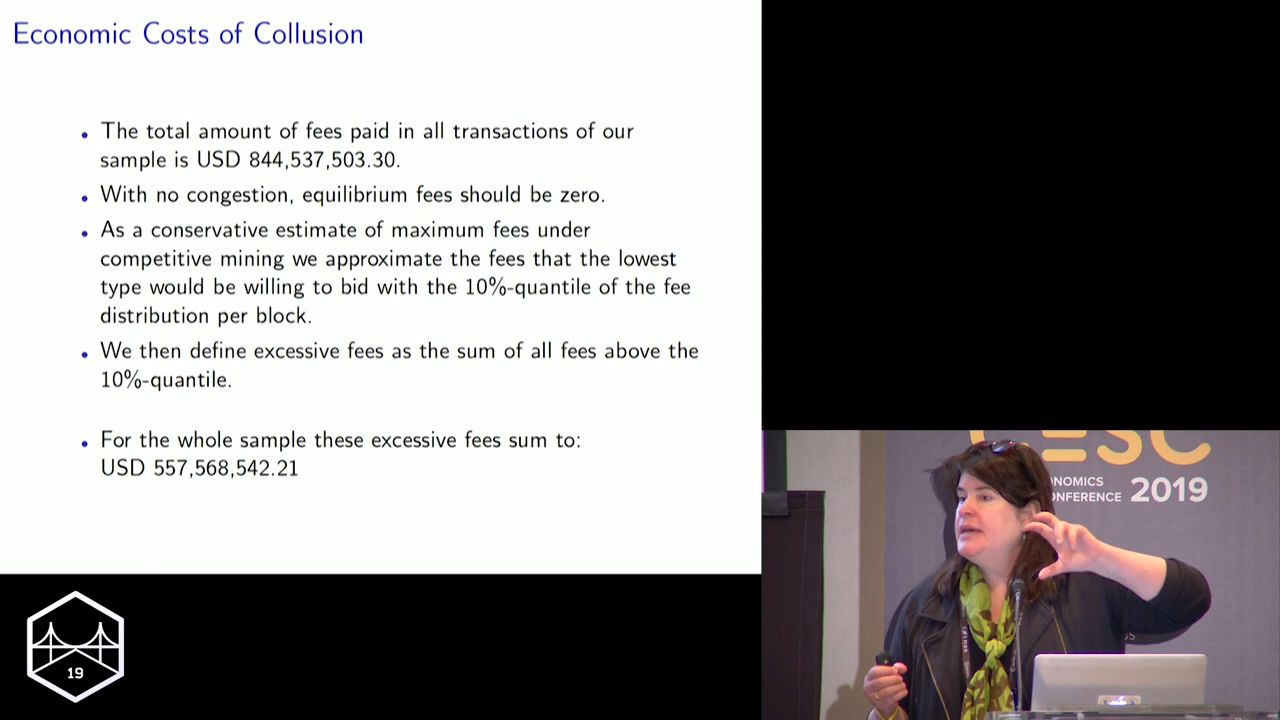 Economic Costs of Collusion
• The total amount of fees paid in all transactions of our
sample is USD 844,537,503.30.
• With no congestion, equilibrium fees should be zero.
• As a conservative estimate of maximum fees under
competitive mining we approximate the fees that the lowest
type would be willing to bid with the 10%-quantile of the fee
distribution per block.
• We then define excessive fees as the sum of all fees above the
10%-quantile.
• For the whole sample these excessive fees sum to:
USD 557,568,542.21
CESC
ONOMICS
ONFERENCE 2019
19